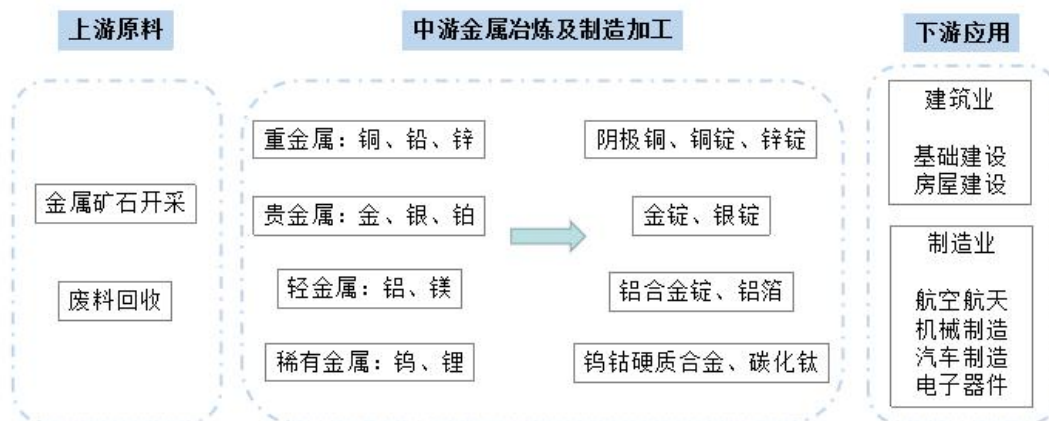 上游原料
中游金属冶炼及制造加工
下游应用
金属矿石开采
废料回收
重金属：铜、铅、锌
贵金属：金、银、铂
轻金属：铝、镁
稀有金属：钨、锂
阴极铜、铜锭、锌锭
金锭、银锭
铝合金锭、铝箔
钨钴硬质合金、碳化钛
建筑业
基础建设
房屋建设
制造业
航空航天
机械制造
汽车制造
电子器件